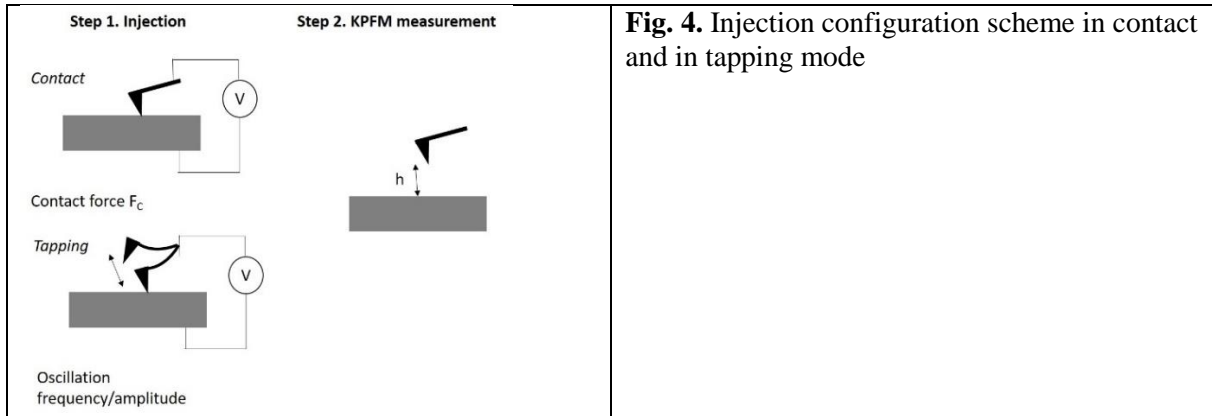 Step 1. Injection
Step 2. KPFM measurement
Contact
V
h
Contact force F_C
Tapping
V
Oscillation
frequency/amplitude
Fig. 4. Injection configuration scheme in contact
and in tapping mode